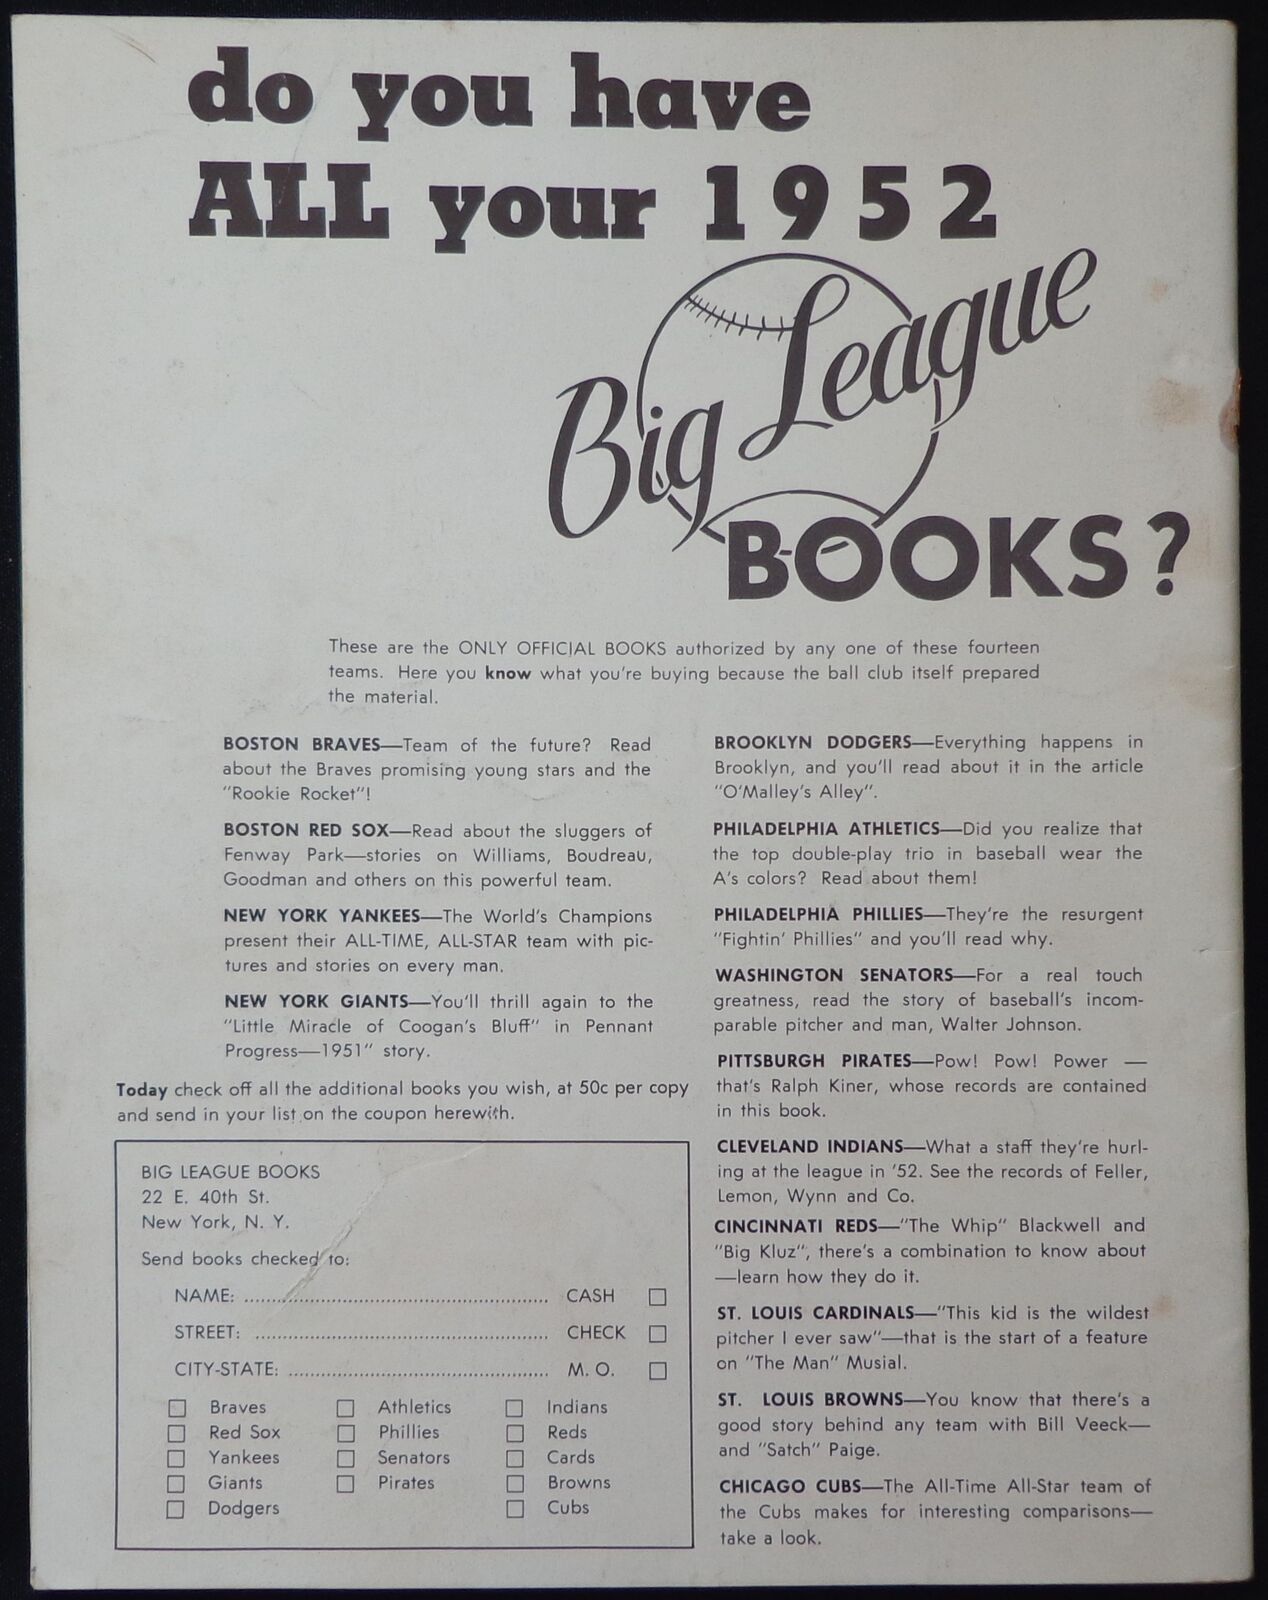 do you have
ALL your 1952
Big League
BOOKS?
These are the ONLY OFFICIAL BOOKS authorized by any one of these fourteen
teams. Here you know what you're buying because the ball club itself prepared
the material.
BOSTON BRAVES—Team of the future? Read
about the Braves promising young stars and the
"Rookie Rocket"!
BOSTON RED SOX—Read about the sluggers of
Fenway Park—stories on Williams, Boudreau,
Goodman and others on this powerful team.
NEW YORK YANKEES—The World's Champions
present their ALL-TIME, ALL-STAR team with pic-
tures and stories on every man.
NEW YORK GIANTS—You'll thrill again to the
"Little Miracle of Coogan's Bluff" in Pennant
Progress—1951" story.
Today check off all the additional books you wish, at 50c per copy
and send in your list on the coupon herewith.
BIG LEAGUE BOOKS
22 E. 40th St.
New York, N. Y.
Send books checked to:
NAME: .................................................... CASH ☐
STREET: .................................................. CHECK ☐
CITY-STATE: ............................................. M. O. ☐
☐ Braves ☐ Athletics ☐ Indians
☐ Red Sox ☐ Phillies ☐ Reds
☐ Yankees ☐ Senators ☐ Cards
☐ Giants ☐ Pirates ☐ Browns
☐ Dodgers ☐ Cubs
BROOKLYN DODGERS—Everything happens in
Brooklyn, and you'll read about it in the article
"O'Malley's Alley".
PHILADELPHIA ATHLETICS—Did you realize that
the top double-play trio in baseball wear the
A's colors? Read about them!
PHILADELPHIA PHILLIES—They're the resurgent
"Fightin' Phillies" and you'll read why.
WASHINGTON SENATORS—For a real touch
greatness, read the story of baseball's incom-
parable pitcher and man, Walter Johnson.
PITTSBURGH PIRATES—Pow! Pow! Power —
that's Ralph Kiner, whose records are contained
in this book.
CLEVELAND INDIANS—What a staff they're hurl-
ing at the league in '52. See the records of Feller,
Lemon, Wynn and Co.
CINCINNATI REDS—"The Whip" Blackwell and
"Big Kluz", there's a combination to know about
—learn how they do it.
ST. LOUIS CARDINALS—"This kid is the wildest
pitcher I ever saw"—that is the start of a feature
on "The Man" Musial.
ST. LOUIS BROWNS—You know that there's a
good story behind any team with Bill Veeck—
and "Satch" Paige.
CHICAGO CUBS—The All-Time All-Star team of
the Cubs makes for interesting comparisons—
take a look.